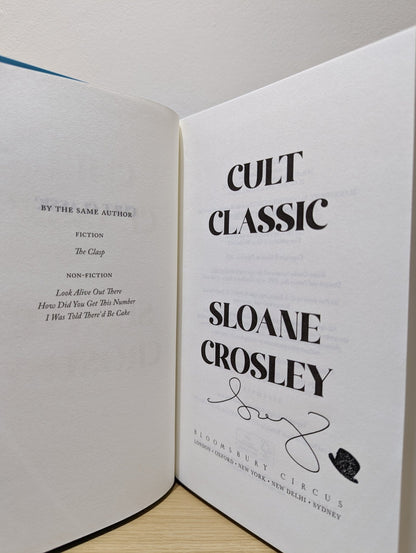 BY THE SAME AUTHOR
FICTION
The Clasp
NON-FICTION
Look Alive Out There
How Did You Get This Number
I Was Told There'd Be Cake
CULT
CLASSIC
SLOANE
CROSLEY
BLOOMSBURY CIRCUS
LONDON • OXFORD • NEW YORK • NEW DELHI • SYDNEY